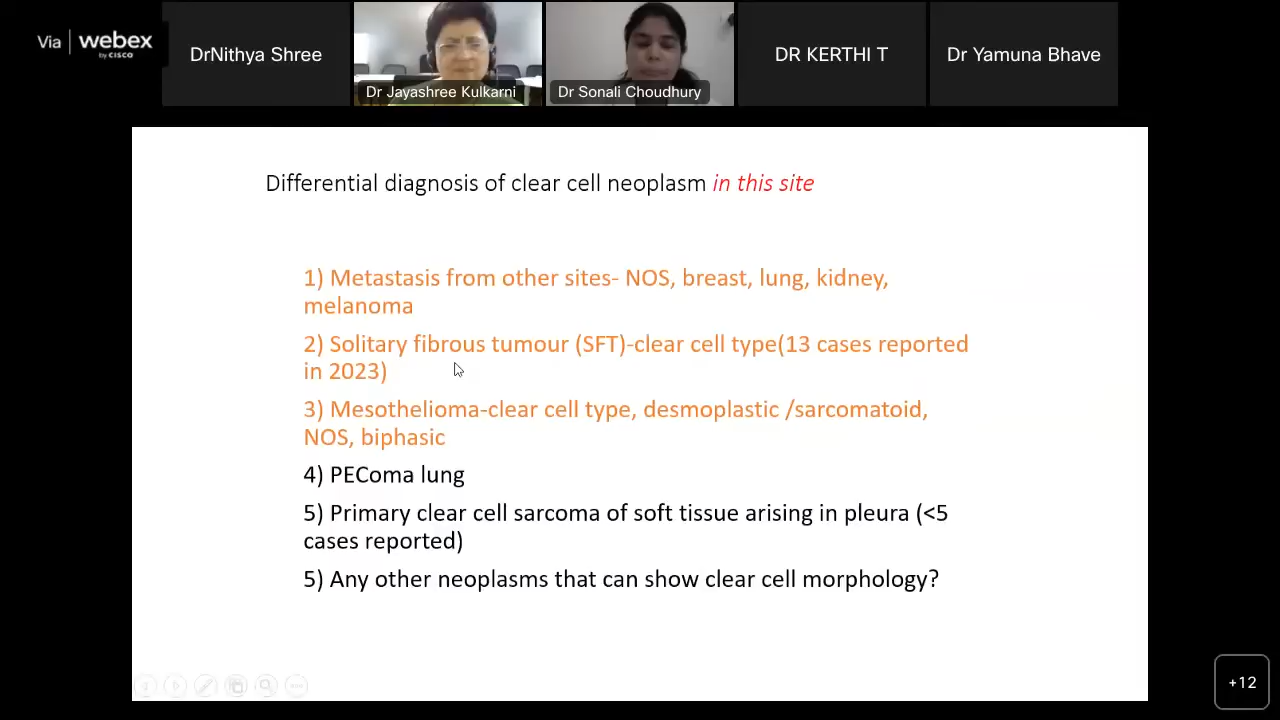 Via webex
by CISCO
DrNithya Shree
Dr Jayashree Kulkarni
Dr Sonali Choudhury
DR KERTHI T
Dr Yamuna Bhave
Differential diagnosis of clear cell neoplasm in this site
1) Metastasis from other sites- NOS, breast, lung, kidney,
melanoma
2) Solitary fibrous tumour (SFT)-clear cell type(13 cases reported
in 2023)
3) Mesothelioma-clear cell type, desmoplastic /sarcomatoid,
NOS, biphasic
4) PEComa lung
5) Primary clear cell sarcoma of soft tissue arising in pleura (<5
cases reported)
5) Any other neoplasms that can show clear cell morphology?
+12